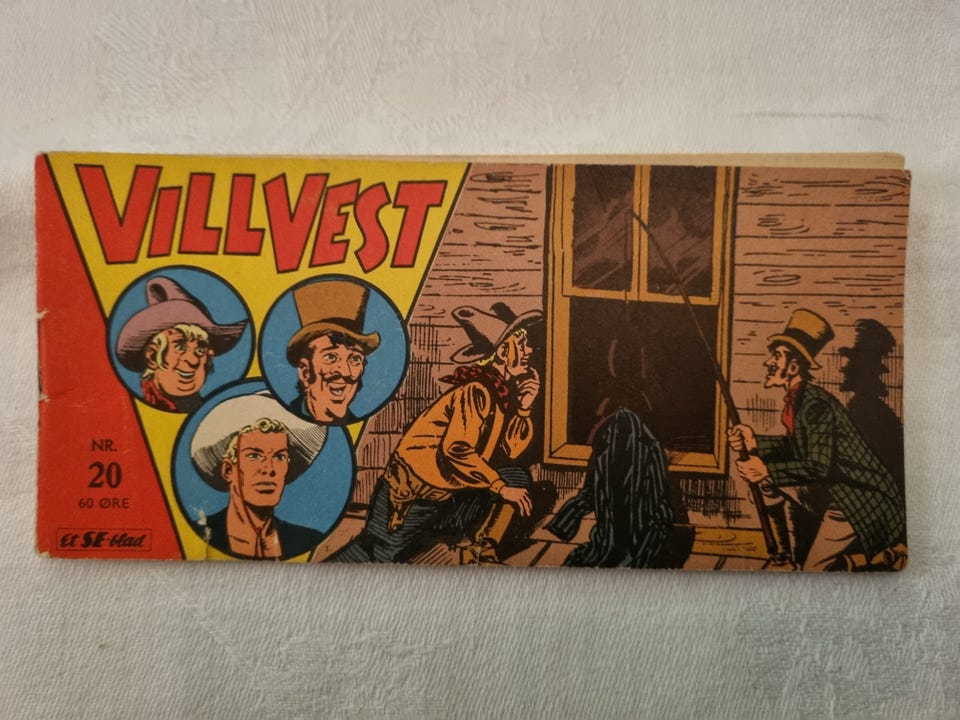 VILLVEST
NR.
20
60 ØRE
Et SE-blad